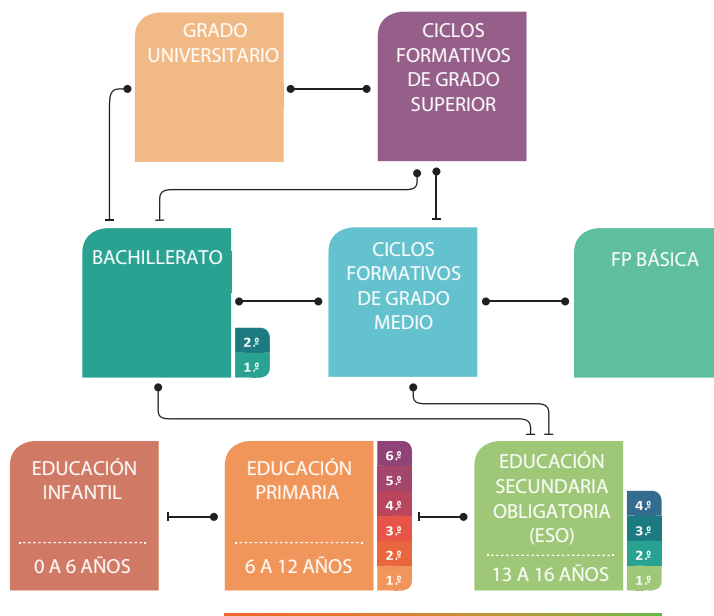 GRADO
UNIVERSITARIO
CICLOS
FORMATIVOS
DE GRADO
SUPERIOR
BACHILLERATO
2.º
1.º
CICLOS
FORMATIVOS
DE GRADO
MEDIO
FP BÁSICA
EDUCACIÓN
INFANTIL
0 A 6 AÑOS
EDUCACIÓN
PRIMARIA
6 A 12 AÑOS
6.º
5.º
4.º
3.º
2.º
1.º
EDUCACIÓN
SECUNDARIA
OBLIGATORIA
(ESO)
13 A 16 AÑOS
4.º
3.º
2.º
1.º